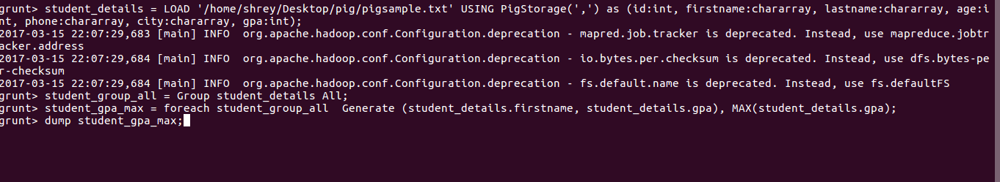 grunt> student_details = LOAD '/home/shrey/Desktop/pig/pigsample.txt' USING PigStorage(',') as (id:int, firstname:chararray, lastname:chararray, age:i
nt, phone:chararray, city:chararray, gpa:int);
2017-03-15 22:07:29,683 [main] INFO  org.apache.hadoop.conf.Configuration.deprecation - mapred.job.tracker is deprecated. Instead, use mapreduce.jobtr
acker.address
2017-03-15 22:07:29,684 [main] INFO  org.apache.hadoop.conf.Configuration.deprecation - io.bytes.per.checksum is deprecated. Instead, use dfs.bytes-pe
r-checksum
2017-03-15 22:07:29,684 [main] INFO  org.apache.hadoop.conf.Configuration.deprecation - fs.default.name is deprecated. Instead, use fs.defaultFS
grunt> student_group_all = Group student_details All;
grunt> student_gpa_max = foreach student_group_all  Generate (student_details.firstname, student_details.gpa), MAX(student_details.gpa);
grunt> dump student_gpa_max;